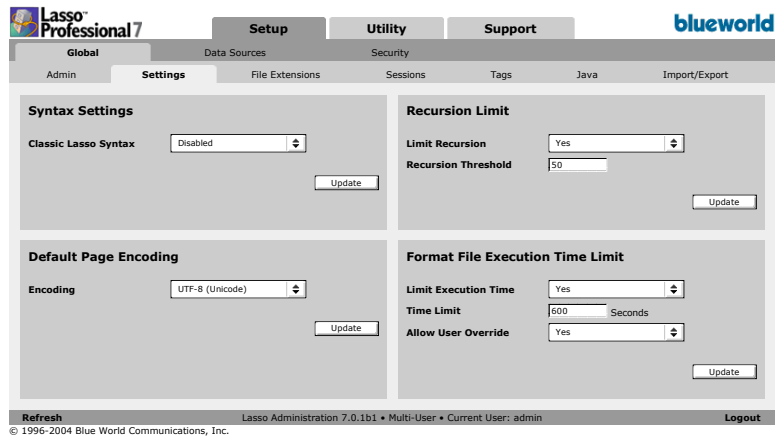 Lasso™
Professional 7
Setup
Utility
Support
blueworld
Global
Data Sources
Security
Admin
Settings
File Extensions
Sessions
Tags
Java
Import/Export
Syntax Settings
Classic Lasso Syntax
Disabled
Update
Recursion Limit
Limit Recursion
Yes
Recursion Threshold
50
Update
Default Page Encoding
Encoding
UTF-8 (Unicode)
Update
Format File Execution Time Limit
Limit Execution Time
Yes
Time Limit
600 Seconds
Allow User Override
Yes
Update
Refresh
Lasso Administration 7.0.1b1 • Multi-User • Current User: admin
Logout
© 1996-2004 Blue World Communications, Inc.